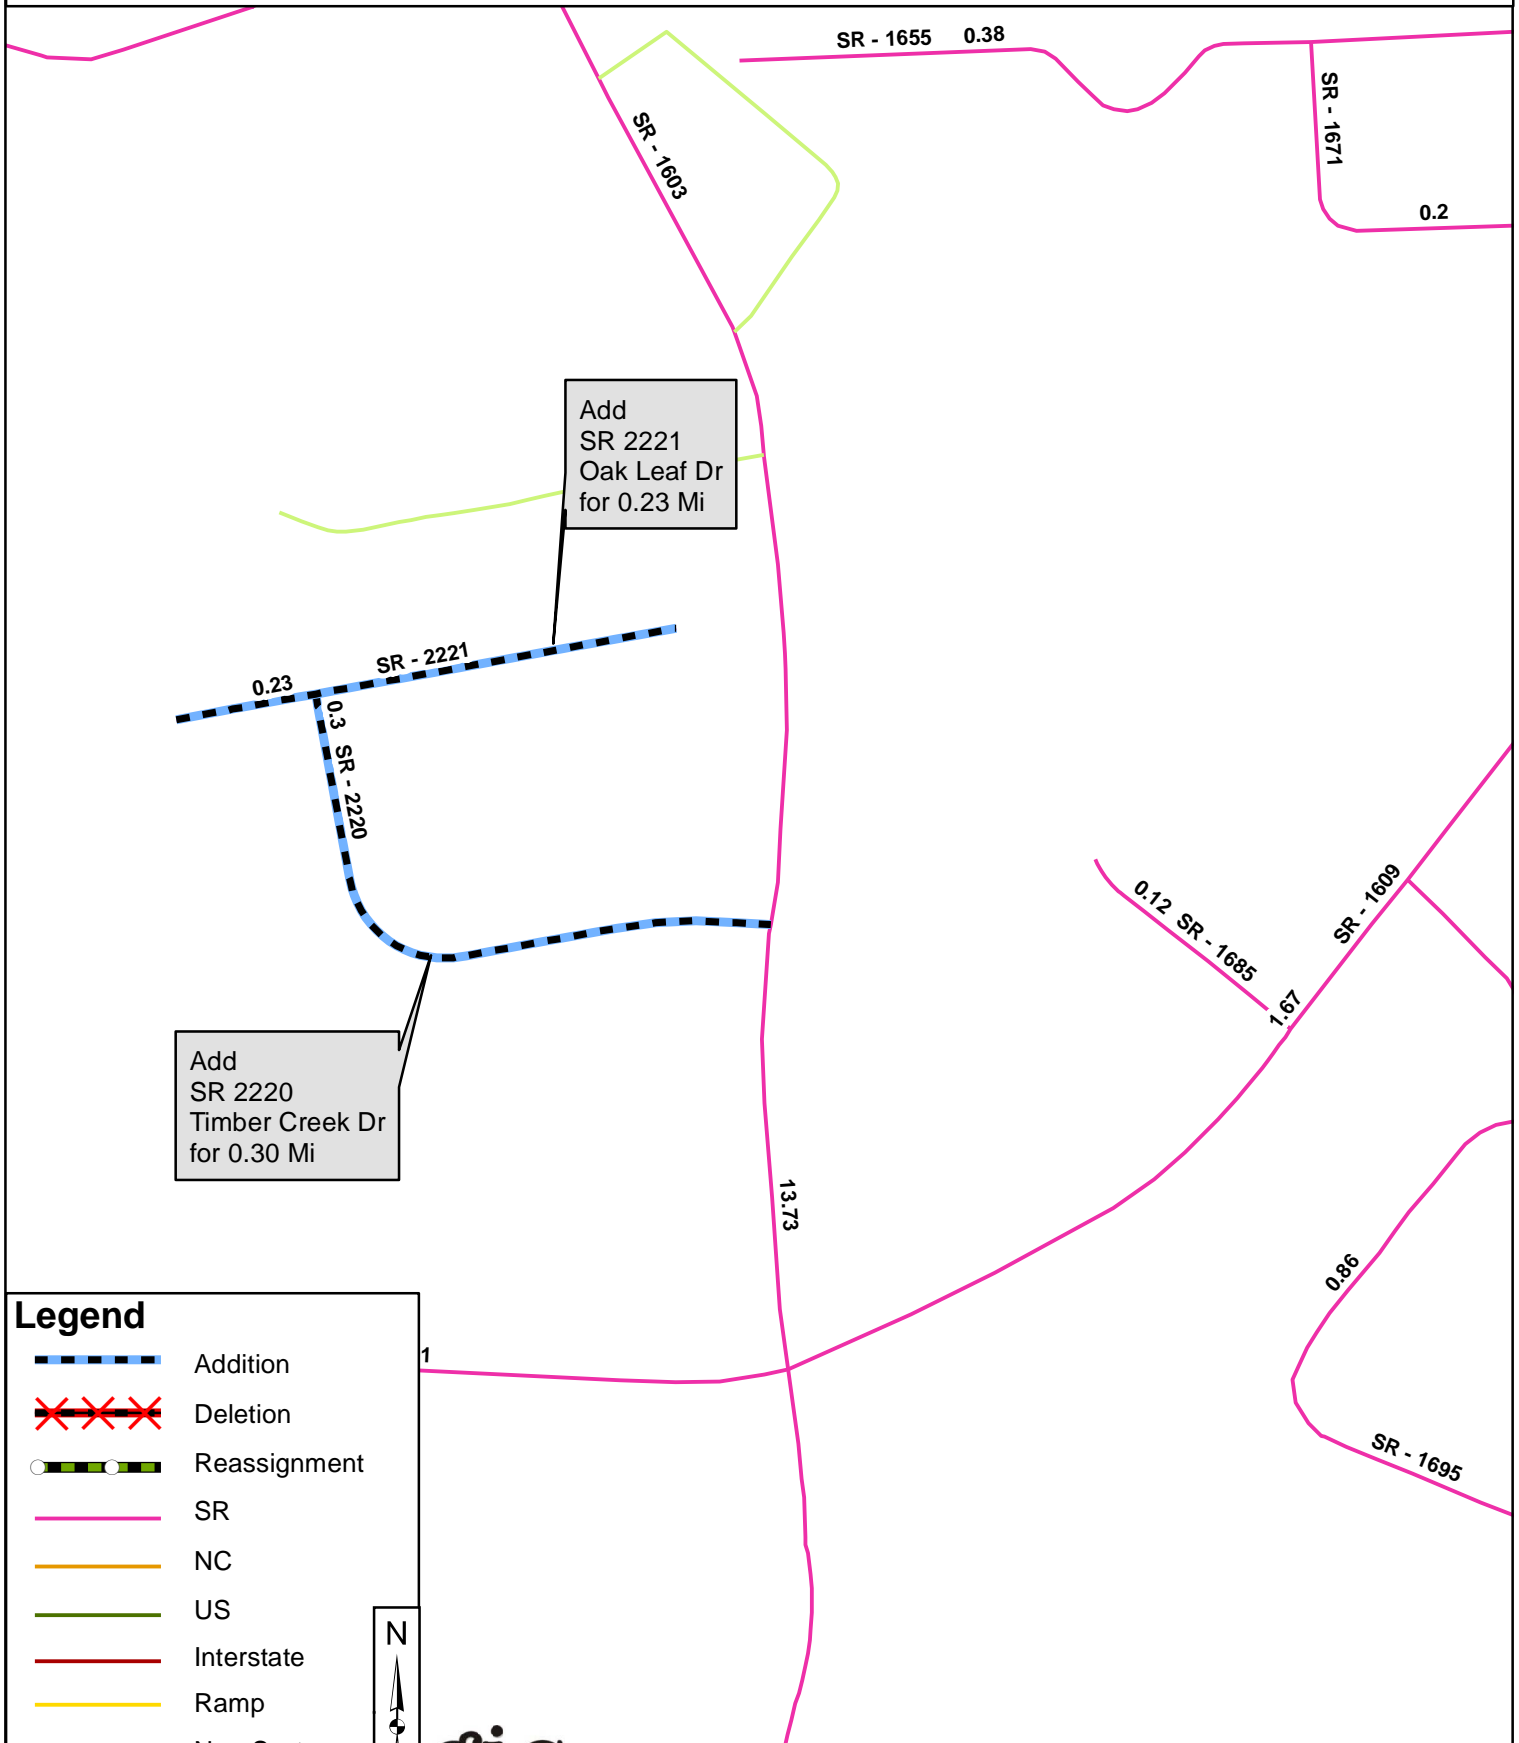 SR - 1655 0.38
SR - 1671
SR - 1603
0.2
Add
SR 2221
Oak Leaf Dr
for 0.23 Mi
SR - 2221
0.23
0.3 SR - 2220
SR - 1609
0.12 SR - 1685
1.67
Add
SR 2220
Timber Creek Dr
for 0.30 Mi
13.73
0.86
1
SR - 1695
Legend
Addition
Deletion
Reassignment
SR
NC
US
Interstate
Ramp
N